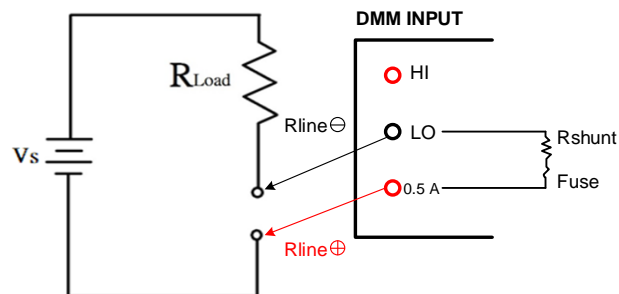 DMM INPUT
HI
RLoad
Rline⊖
LO
Rshunt
Vs
Fuse
0.5 A
Rline⊕